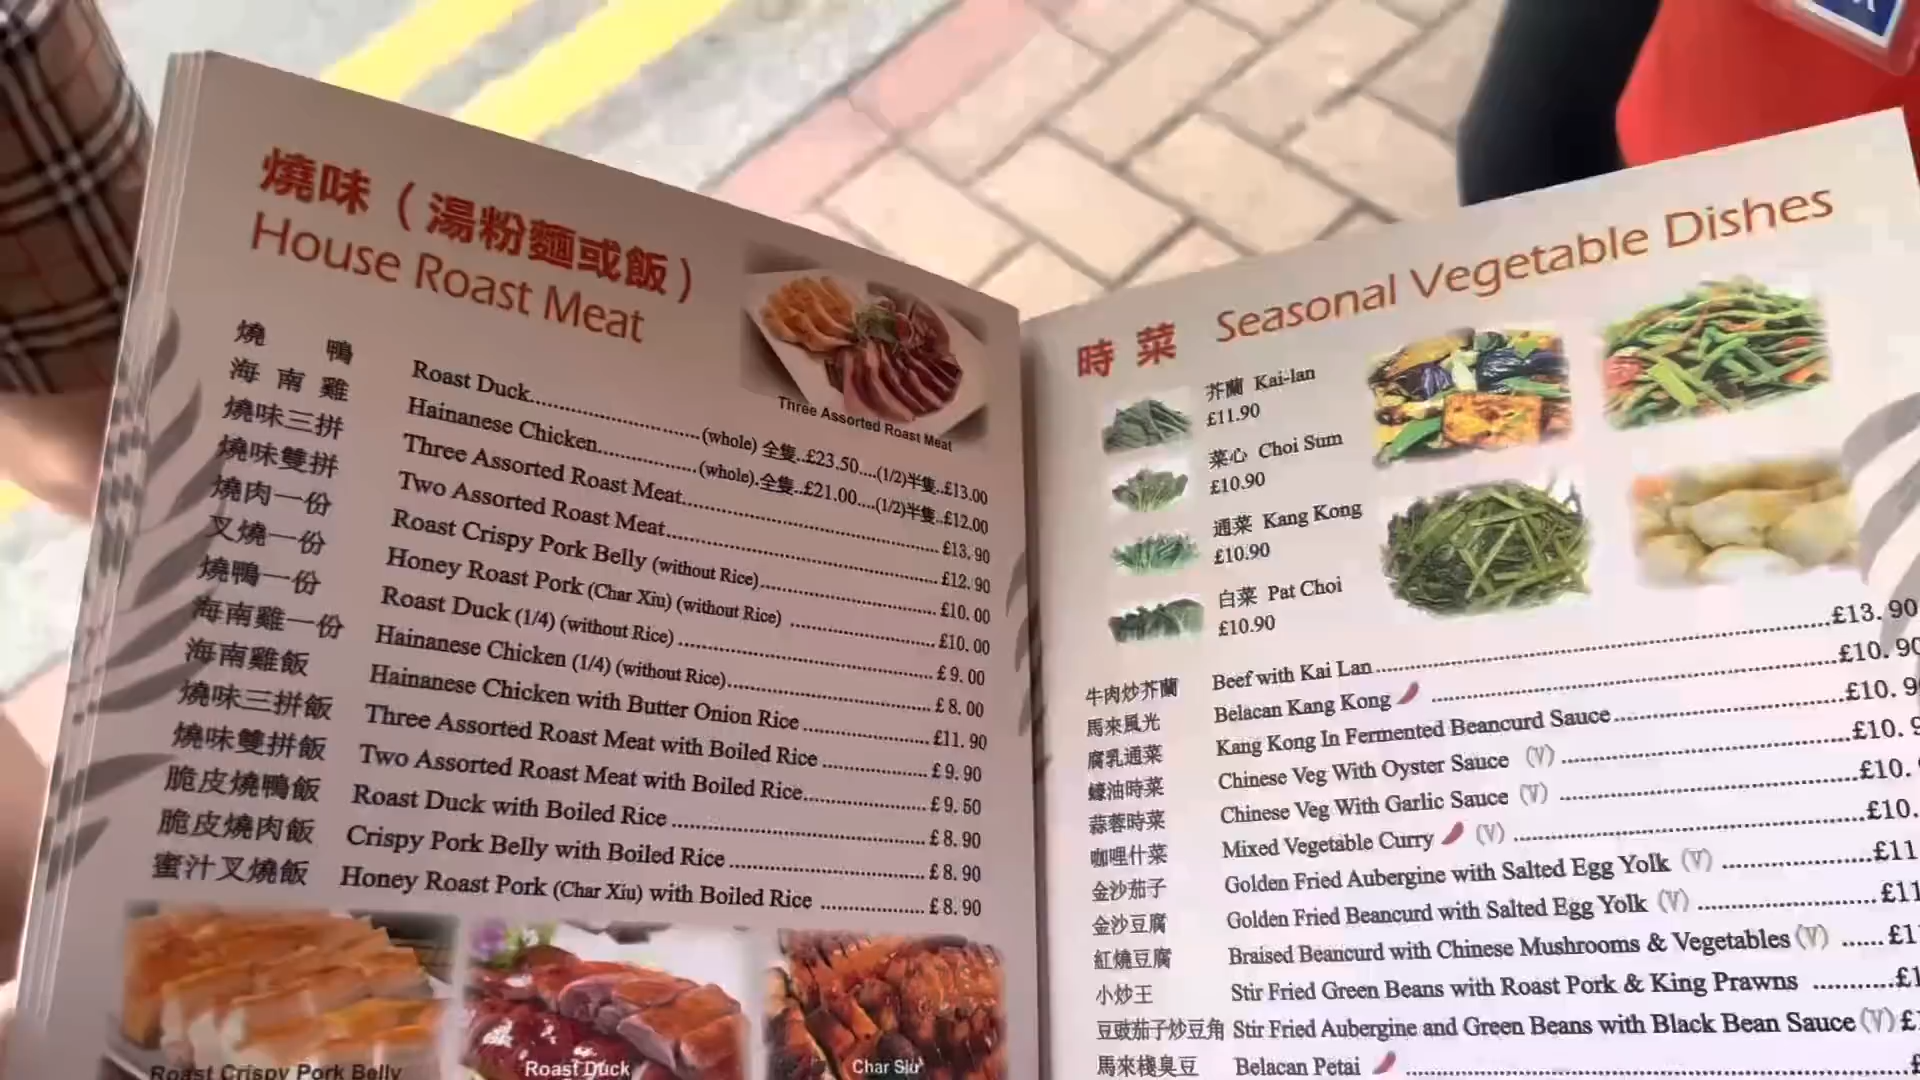 燒味（湯粉麵或飯）
House Roast Meat
Three Assorted Roast Meat
燒鴨 Roast Duck (whole) 全隻..£23.50....(1/2)半隻..£13.00
海南雞 Hainanese Chicken (whole).全隻..£21.00....(1/2)半隻..£12.00
燒味三拼 Three Assorted Roast Meat £13.90
燒味雙拼 Two Assorted Roast Meat £12.90
燒肉一份 Roast Crispy Pork Belly (without Rice) £10.00
叉燒一份 Honey Roast Pork (Char Xiu) (without Rice) £10.00
燒鴨一份 Roast Duck (1/4) (without Rice) £9.00
海南雞一份 Hainanese Chicken (1/4) (without Rice) £8.00
海南雞飯 Hainanese Chicken with Butter Onion Rice £11.90
燒味三拼飯 Three Assorted Roast Meat with Boiled Rice £9.90
燒味雙拼飯 Two Assorted Roast Meat with Boiled Rice £9.50
脆皮燒鴨飯 Roast Duck with Boiled Rice £8.90
脆皮燒肉飯 Crispy Pork Belly with Boiled Rice £8.90
蜜汁叉燒飯 Honey Roast Pork (Char Xiu) with Boiled Rice £8.90
Roast Crispy Pork Belly
Roast Duck
Char Siu
時菜 Seasonal Vegetable Dishes
芥蘭 Kai-lan
£11.90
菜心 Choi Sum
£10.90
通菜 Kang Kong
£10.90
白菜 Pat Choi
£10.90
牛肉炒芥蘭 Beef with Kai Lan £13.90
馬來風光 Belacan Kang Kong £10.90
腐乳通菜 Kang Kong In Fermented Beancurd Sauce £10.9
蠔油時菜 Chinese Veg With Oyster Sauce (V) £10.9
蒜蓉時菜 Chinese Veg With Garlic Sauce (V) £10.
咖哩什菜 Mixed Vegetable Curry (V) £10.
金沙茄子 Golden Fried Aubergine with Salted Egg Yolk (V) £11
金沙豆腐 Golden Fried Beancurd with Salted Egg Yolk (V) £11
紅燒豆腐 Braised Beancurd with Chinese Mushrooms & Vegetables (V) £1
小炒王 Stir Fried Green Beans with Roast Pork & King Prawns £1
豆豉茄子炒豆角 Stir Fried Aubergine and Green Beans with Black Bean Sauce (V) £
馬來棧臭豆 Belacan Petai £